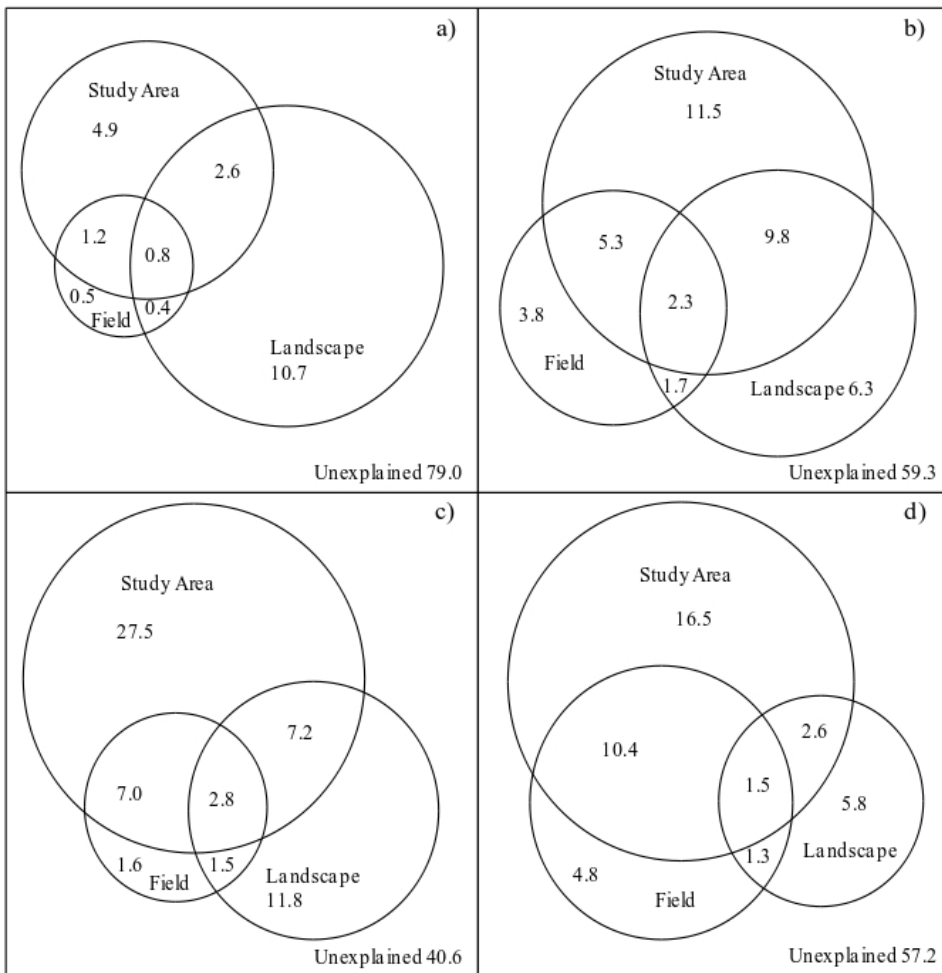 a)
Study Area
4.9
2.6
1.2
0.8
0.5
0.4
Field
Landscape
10.7
Unexplained 79.0
b)
Study Area
11.5
5.3
9.8
2.3
3.8
Field
1.7
Landscape 6.3
Unexplained 59.3
c)
Study Area
27.5
7.2
7.0
2.8
1.6
1.5
Field
Landscape
11.8
Unexplained 40.6
d)
Study Area
16.5
2.6
10.4
1.5
5.8
1.3
Landscape
4.8
Field
Unexplained 57.2